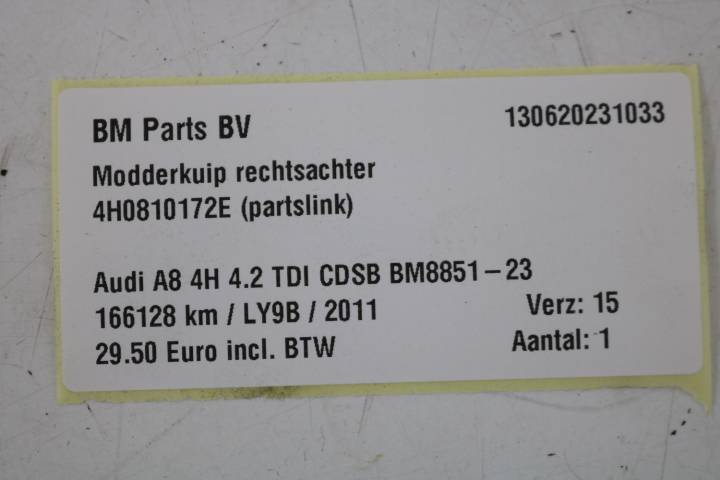 BM Parts BV 130620231033
Modderkuip rechtsachter
4H0810172E (partslink)
Audi A8 4H 4.2 TDI CDSB BM8851-23
166128 km / LY9B / 2011 Verz: 15
29.50 Euro incl. BTW Aantal: 1